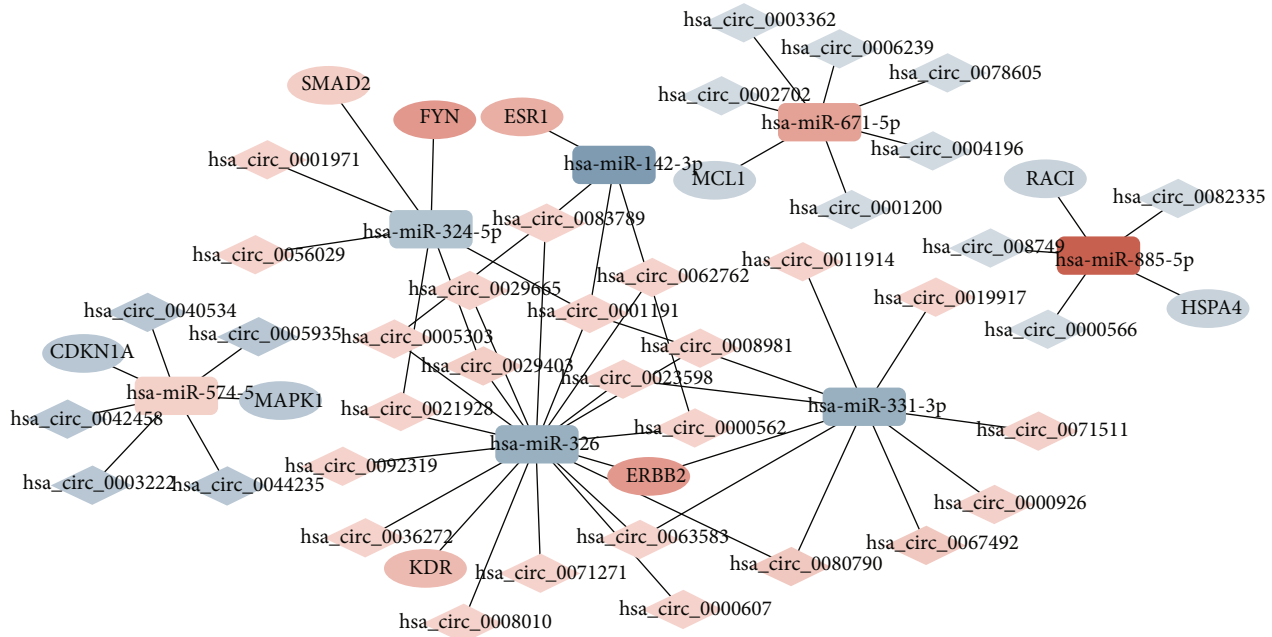 hsa_circ_0003362
hsa_circ_0006239
hsa_circ_0078605
hsa_circ_0002702
SMAD2
FYN
ESR1
hsa-miR-671-5p
hsa_circ_0004196
hsa_circ_0001971
hsa-miR-142-3p
MCL1
RACI
hsa_circ_0082335
hsa_circ_0001200
hsa_circ_0083789
hsa-miR-324-5p
hsa_circ_0056029
hsa_circ_008749
hsa-miR-885-5p
has_circ_0011914
hsa_circ_0062762
hsa_circ_0029665
hsa_circ_0019917
HSPA4
hsa_circ_0040534
hsa_circ_0001191
hsa_circ_0000566
hsa_circ_0005935
hsa_circ_0005303
CDKN1A
hsa_circ_0008981
hsa_circ_0029403
hsa_circ_0023598
hsa-miR-574-5
MAPK1
hsa_circ_0021928
hsa-miR-331-3p
hsa_circ_0042458
hsa_circ_0000562
hsa_circ_0071511
hsa-miR-326
hsa_circ_0092319
ERBB2
hsa_circ_0003222
hsa_circ_0044235
hsa_circ_0000926
hsa_circ_0036272
hsa_circ_0063583
hsa_circ_0067492
KDR
hsa_circ_0071271
hsa_circ_0080790
hsa_circ_0000607
hsa_circ_0008010